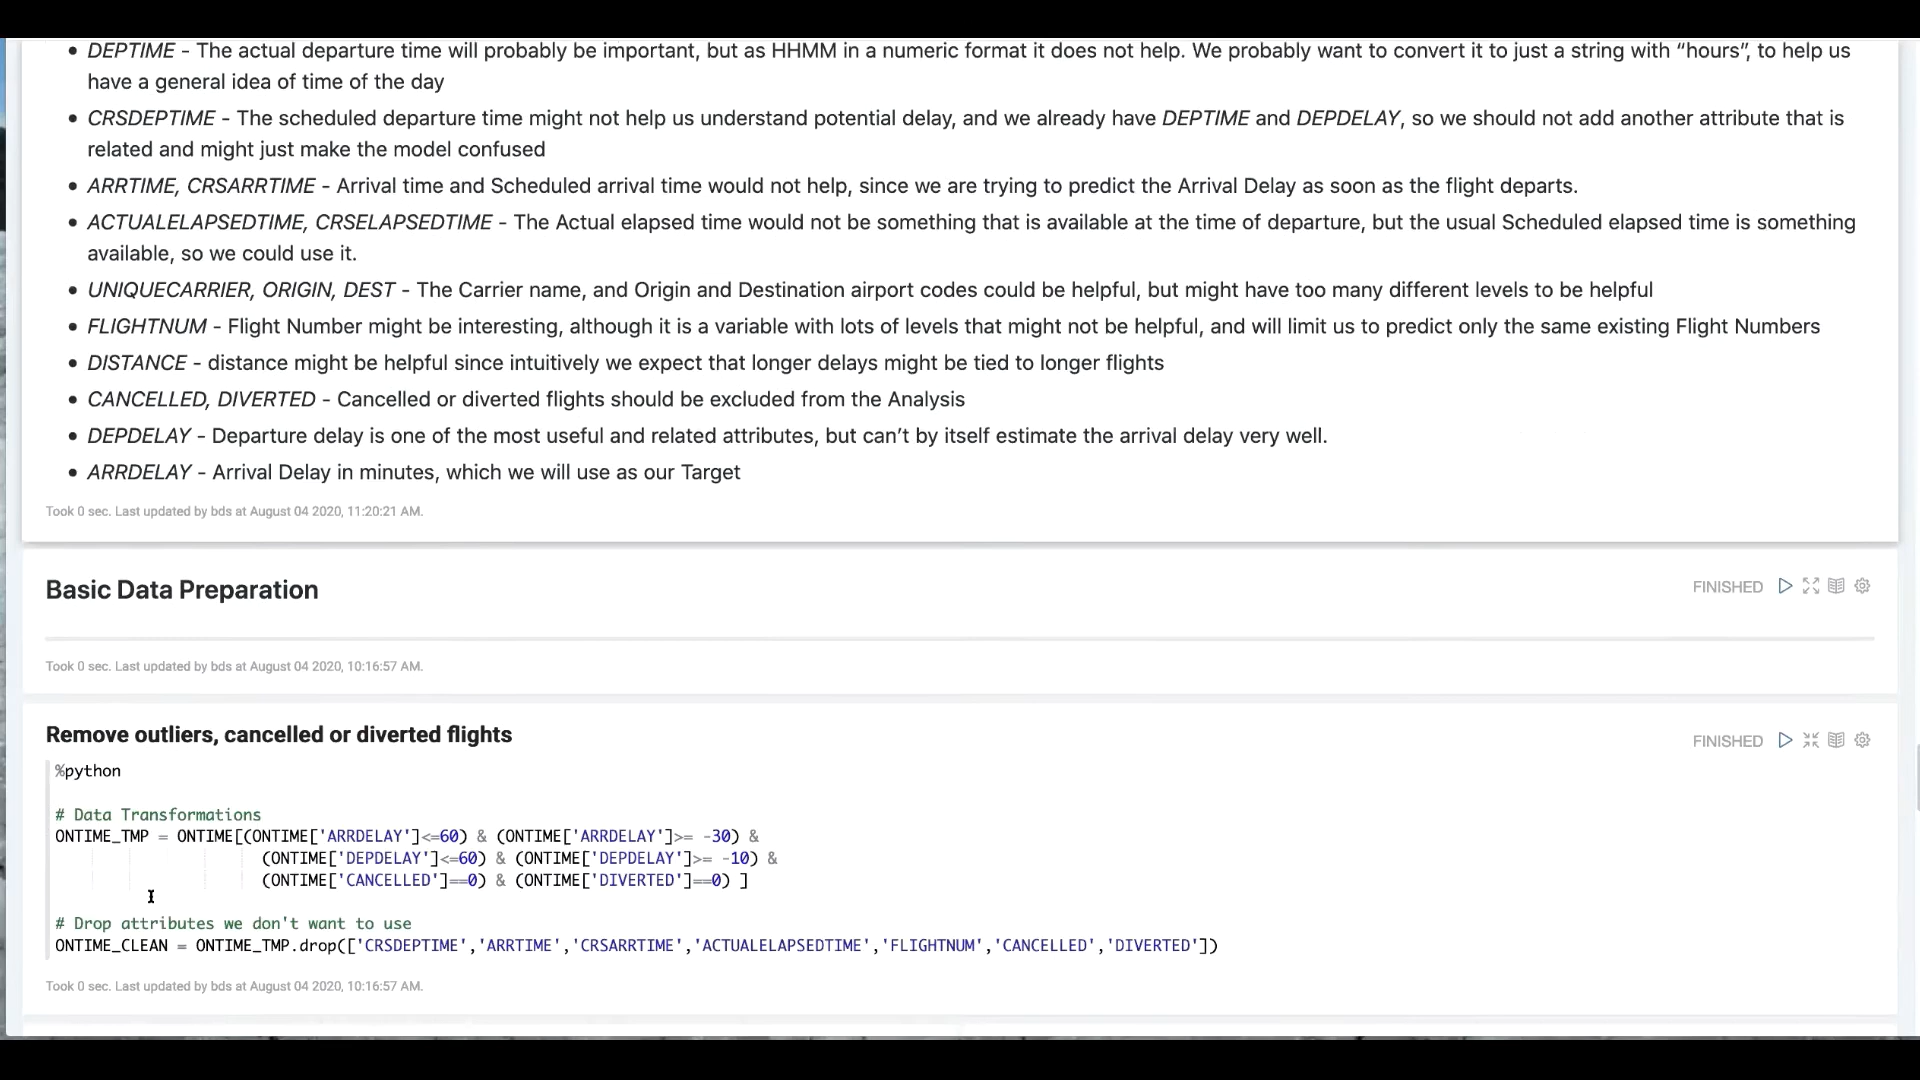 • DEPTIME - The actual departure time will probably be important, but as HHMM in a numeric format it does not help. We probably want to convert it to just a string with “hours”, to help us
have a general idea of time of the day
• CRSDEPTIME - The scheduled departure time might not help us understand potential delay, and we already have DEPTIME and DEPDELAY, so we should not add another attribute that is
related and might just make the model confused
• ARRTIME, CRSARRTIME - Arrival time and Scheduled arrival time would not help, since we are trying to predict the Arrival Delay as soon as the flight departs.
• ACTUALELAPSEDTIME, CRSELAPSEDTIME - The Actual elapsed time would not be something that is available at the time of departure, but the usual Scheduled elapsed time is something
available, so we could use it.
• UNIQUECARRIER, ORIGIN, DEST - The Carrier name, and Origin and Destination airport codes could be helpful, but might have too many different levels to be helpful
• FLIGHTNUM - Flight Number might be interesting, although it is a variable with lots of levels that might not be helpful, and will limit us to predict only the same existing Flight Numbers
• DISTANCE - distance might be helpful since intuitively we expect that longer delays might be tied to longer flights
• CANCELLED, DIVERTED - Cancelled or diverted flights should be excluded from the Analysis
• DEPDELAY - Departure delay is one of the most useful and related attributes, but can’t by itself estimate the arrival delay very well.
• ARRDELAY - Arrival Delay in minutes, which we will use as our Target
Took 0 sec. Last updated by bds at August 04 2020, 11:20:21 AM.
Basic Data Preparation
FINISHED
Took 0 sec. Last updated by bds at August 04 2020, 10:16:57 AM.
Remove outliers, cancelled or diverted flights
FINISHED
%python
# Data Transformations
ONTIME_TMP = ONTIME[(ONTIME['ARRDELAY']<=60) & (ONTIME['ARRDELAY']>= -30) &
(ONTIME['DEPDELAY']<=60) & (ONTIME['DEPDELAY']>= -10) &
(ONTIME['CANCELLED']==0) & (ONTIME['DIVERTED']==0) ]
# Drop attributes we don't want to use
ONTIME_CLEAN = ONTIME_TMP.drop(['CRSDEPTIME','ARRTIME','CRSARRTIME','ACTUALELAPSEDTIME','FLIGHTNUM','CANCELLED','DIVERTED'])
Took 0 sec. Last updated by bds at August 04 2020, 10:16:57 AM.